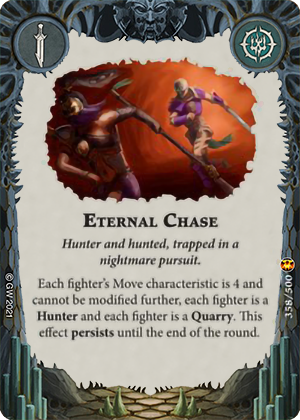 ETERNAL CHASE
Hunter and hunted, trapped in a
nightmare pursuit.
Each fighter's Move characteristic is 4 and
cannot be modified further, each fighter is a
Hunter and each fighter is a Quarry. This
effect persists until the end of the round.
© GW 2021
358/500